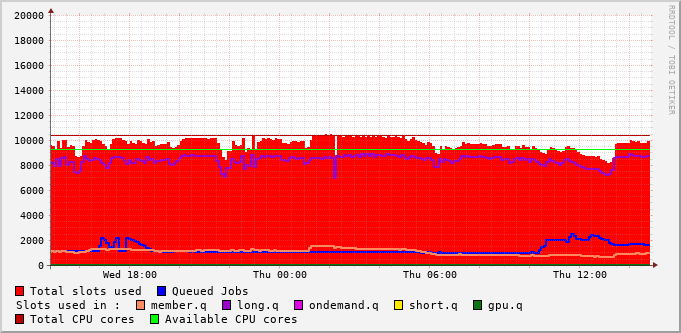 20000
18000
16000
14000
12000
10000
8000
6000
4000
2000
0
Wed 18:00 Thu 00:00 Thu 06:00 Thu 12:00
RRDTOOL / TOBI OETIKER
Total slots used Queued Jobs
Slots used in : member.q long.q ondemand.q short.q gpu.q
Total CPU cores Available CPU cores